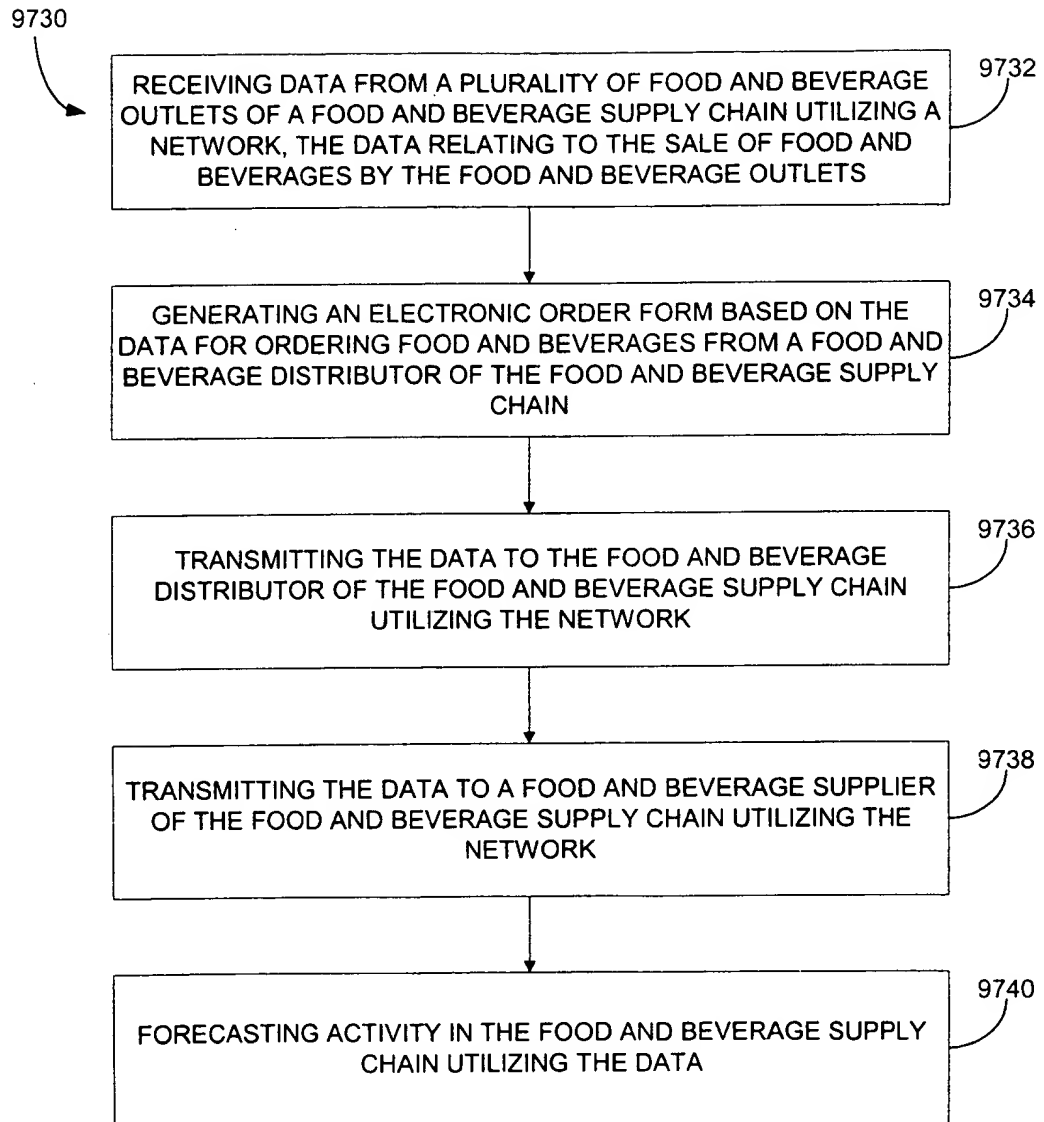 9730
RECEIVING DATA FROM A PLURALITY OF FOOD AND BEVERAGE
OUTLETS OF A FOOD AND BEVERAGE SUPPLY CHAIN UTILIZING A
NETWORK, THE DATA RELATING TO THE SALE OF FOOD AND
BEVERAGES BY THE FOOD AND BEVERAGE OUTLETS
9732
GENERATING AN ELECTRONIC ORDER FORM BASED ON THE
DATA FOR ORDERING FOOD AND BEVERAGES FROM A FOOD AND
BEVERAGE DISTRIBUTOR OF THE FOOD AND BEVERAGE SUPPLY
CHAIN
9734
TRANSMITTING THE DATA TO THE FOOD AND BEVERAGE
DISTRIBUTOR OF THE FOOD AND BEVERAGE SUPPLY CHAIN
UTILIZING THE NETWORK
9736
TRANSMITTING THE DATA TO A FOOD AND BEVERAGE SUPPLIER
OF THE FOOD AND BEVERAGE SUPPLY CHAIN UTILIZING THE
NETWORK
9738
FORECASTING ACTIVITY IN THE FOOD AND BEVERAGE SUPPLY
CHAIN UTILIZING THE DATA
9740